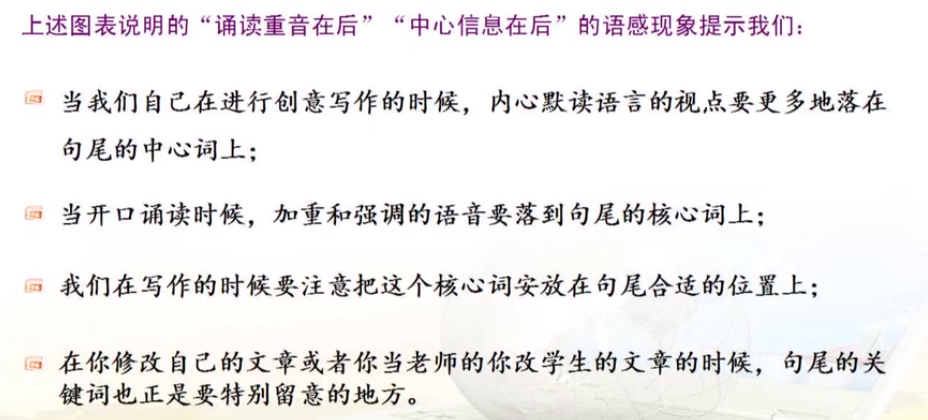 上述图表说明的“诵读重音在后”“中心信息在后”的语感现象提示我们：
当我们自己在进行创意写作的时候，内心默读语言的视点要更多地落在
句尾的中心词上；
当开口诵读时候，加重和强调的语音要落到句尾的核心词上；
我们在写作的时候要注意把这个核心词安放在句尾合适的位置上；
在你修改自己的文章或者你当老师的你改学生的文章的时候，句尾的关
键词也正是要特别留意的地方。